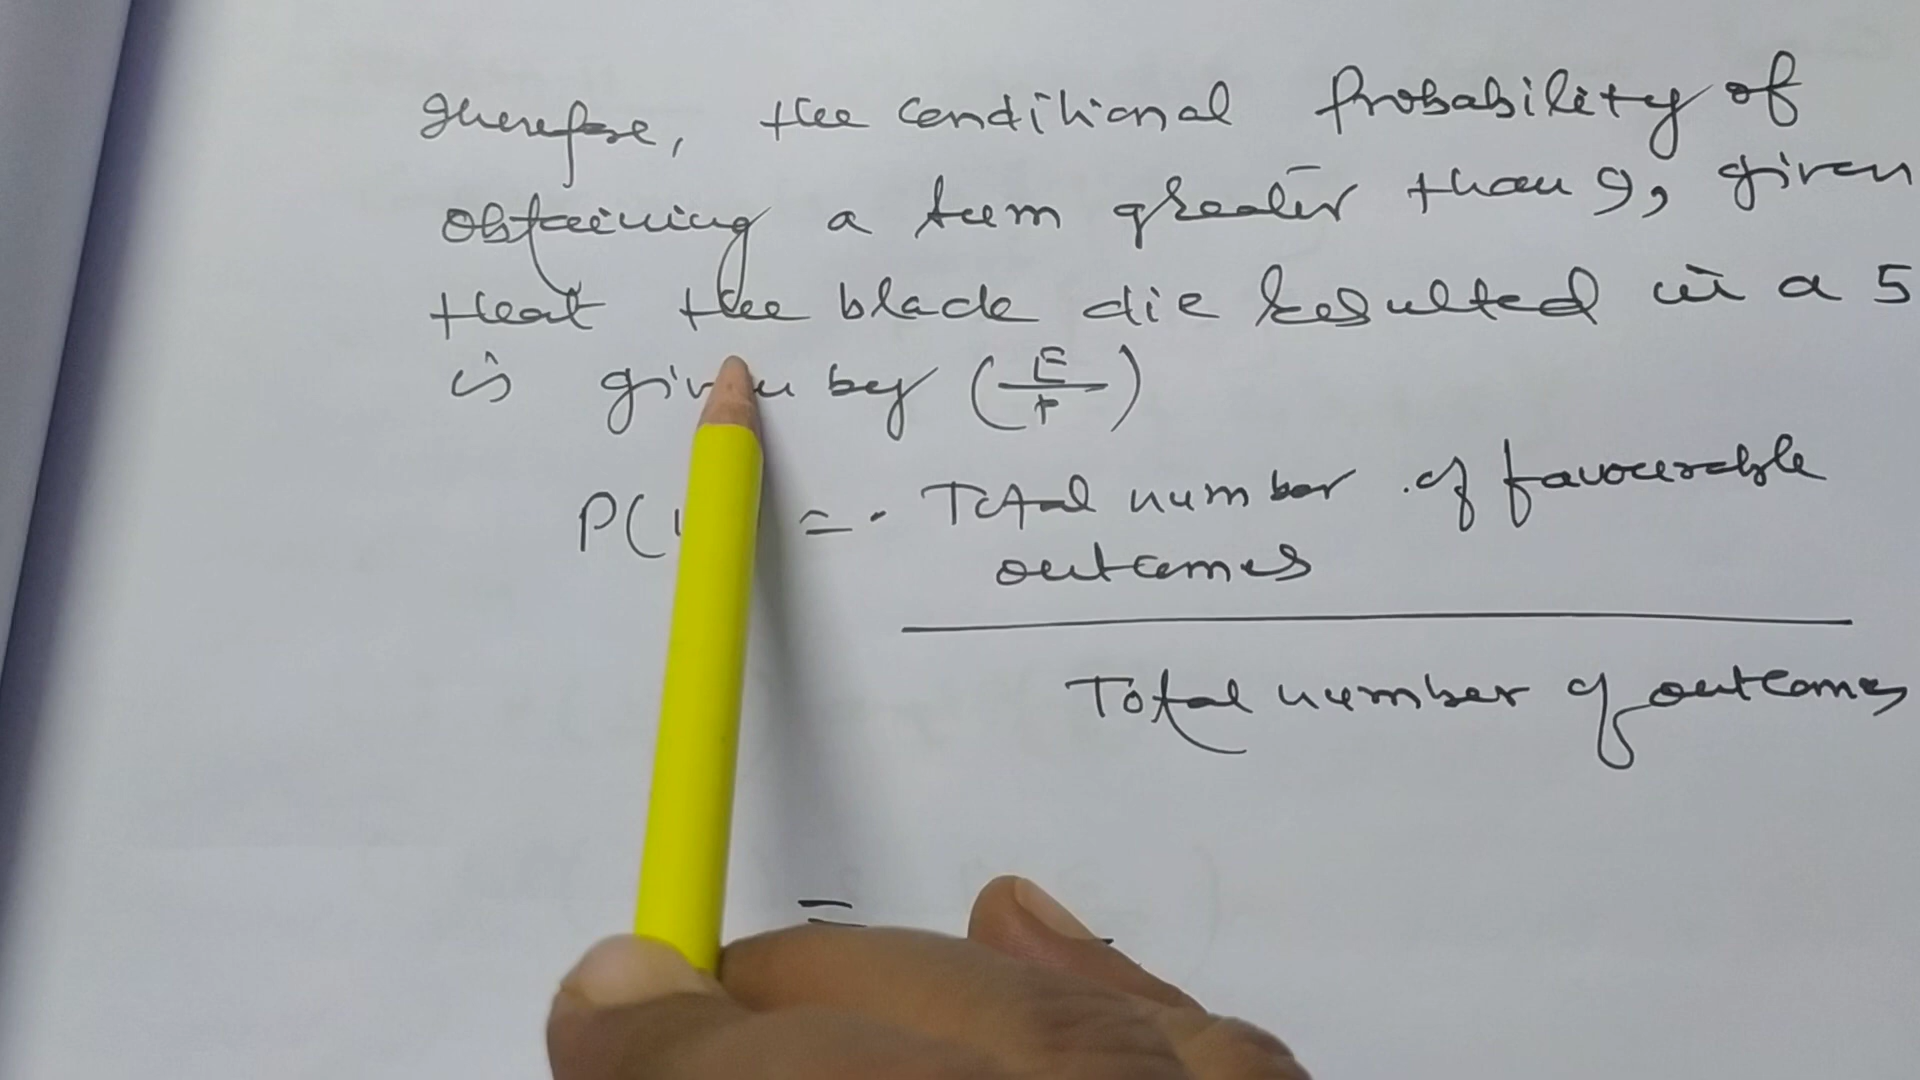 therefore, the conditional probability of
obtaining a sum greater than 9, given
that the black die resulted in a 5
is given by (E/F)
P( = Total number of favourable
outcomes
Total number of outcomes
=